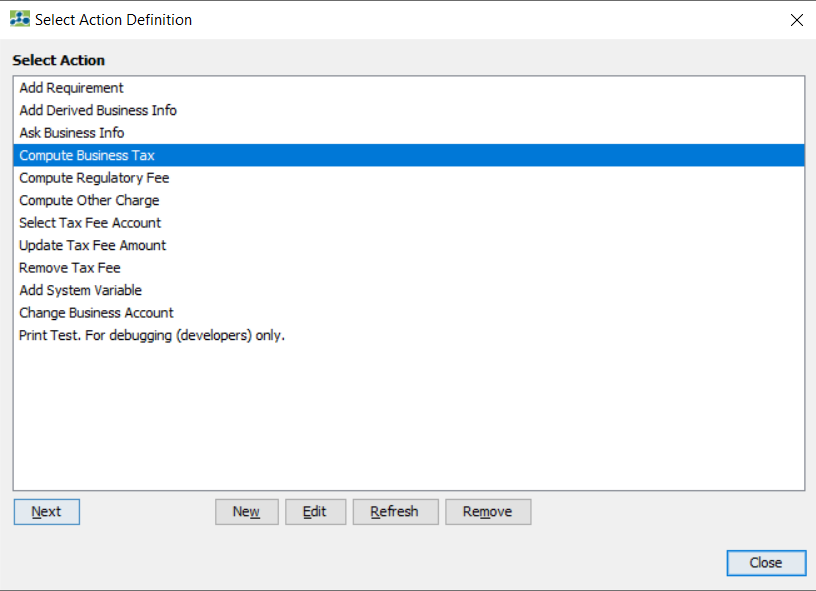 Select Action Definition
Select Action
Add Requirement
Add Derived Business Info
Ask Business Info
Compute Business Tax
Compute Regulatory Fee
Compute Other Charge
Select Tax Fee Account
Update Tax Fee Amount
Remove Tax Fee
Add System Variable
Change Business Account
Print Test. For debugging (developers) only.
Next New Edit Refresh Remove
Close